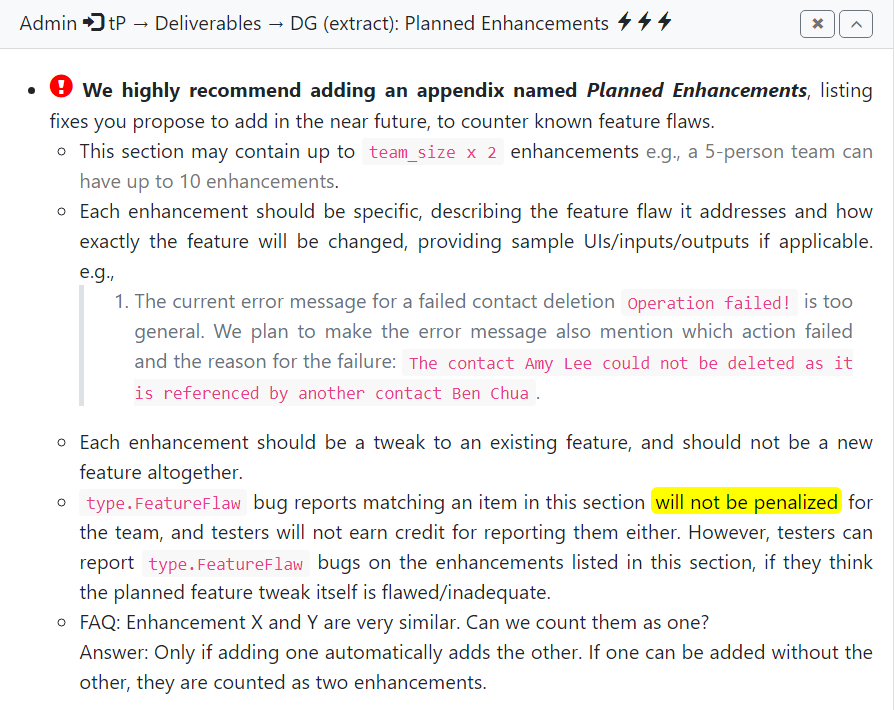 Admin tP → Deliverables → DG (extract): Planned Enhancements
We highly recommend adding an appendix named Planned Enhancements, listing
fixes you propose to add in the near future, to counter known feature flaws.
This section may contain up to team_size x 2 enhancements e.g., a 5-person team can
have up to 10 enhancements.
Each enhancement should be specific, describing the feature flaw it addresses and how
exactly the feature will be changed, providing sample UIs/inputs/outputs if applicable.
e.g.,
1. The current error message for a failed contact deletion Operation failed! is too
general. We plan to make the error message also mention which action failed
and the reason for the failure: The contact Amy Lee could not be deleted as it
is referenced by another contact Ben Chua.
Each enhancement should be a tweak to an existing feature, and should not be a new
feature altogether.
type.FeatureFlaw bug reports matching an item in this section will not be penalized for
the team, and testers will not earn credit for reporting them either. However, testers can
report type.FeatureFlaw bugs on the enhancements listed in this section, if they think
the planned feature tweak itself is flawed/inadequate.
FAQ: Enhancement X and Y are very similar. Can we count them as one?
Answer: Only if adding one automatically adds the other. If one can be added without the
other, they are counted as two enhancements.